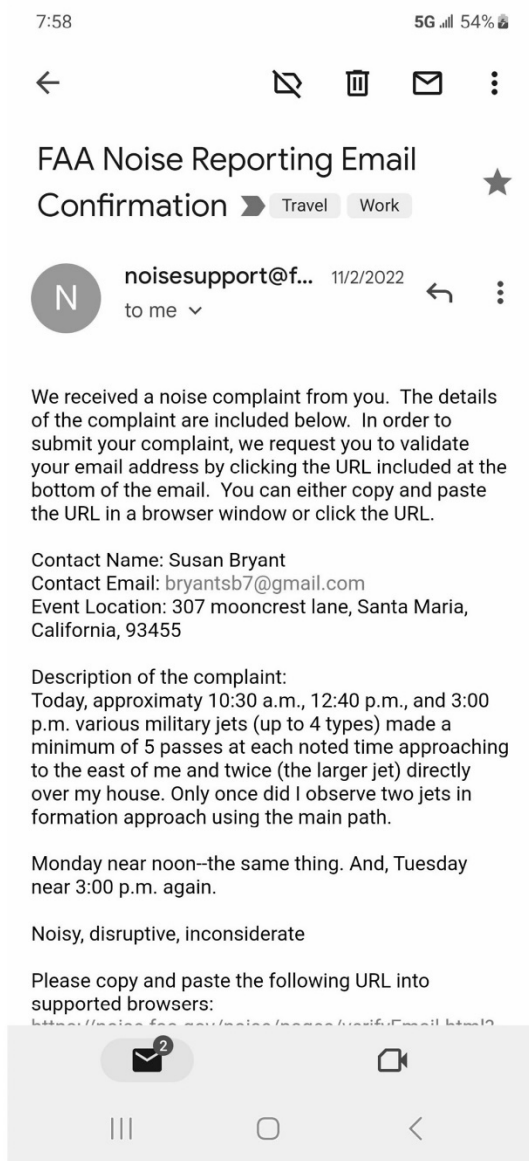 7:58
5G 54%
FAA Noise Reporting Email
Confirmation Travel Work
N
noisesupport@f... 11/2/2022
to me
We received a noise complaint from you. The details
of the complaint are included below. In order to
submit your complaint, we request you to validate
your email address by clicking the URL included at the
bottom of the email. You can either copy and paste
the URL in a browser window or click the URL.
Contact Name: Susan Bryant
Contact Email: bryantsb7@gmail.com
Event Location: 307 mooncrest lane, Santa Maria,
California, 93455
Description of the complaint:
Today, approximaty 10:30 a.m., 12:40 p.m., and 3:00
p.m. various military jets (up to 4 types) made a
minimum of 5 passes at each noted time approaching
to the east of me and twice (the larger jet) directly
over my house. Only once did I observe two jets in
formation approach using the main path.
Monday near noon--the same thing. And, Tuesday
near 3:00 p.m. again.
Noisy, disruptive, inconsiderate
Please copy and paste the following URL into
supported browsers:
https://noise.faa.gov/noise/pages/verifyEmail.html?
2